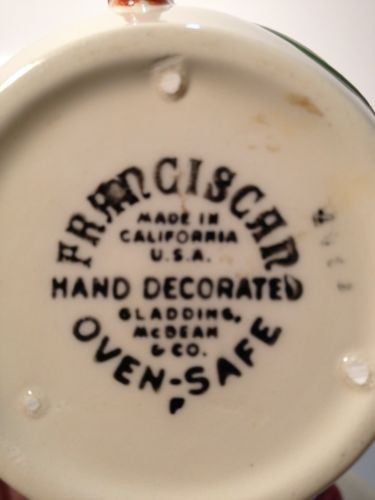 FRANCISCAN
MADE IN
CALIFORNIA
U.S.A.
HAND DECORATED
GLADDING,
McBEAN
& CO.
OVEN-SAFE
P